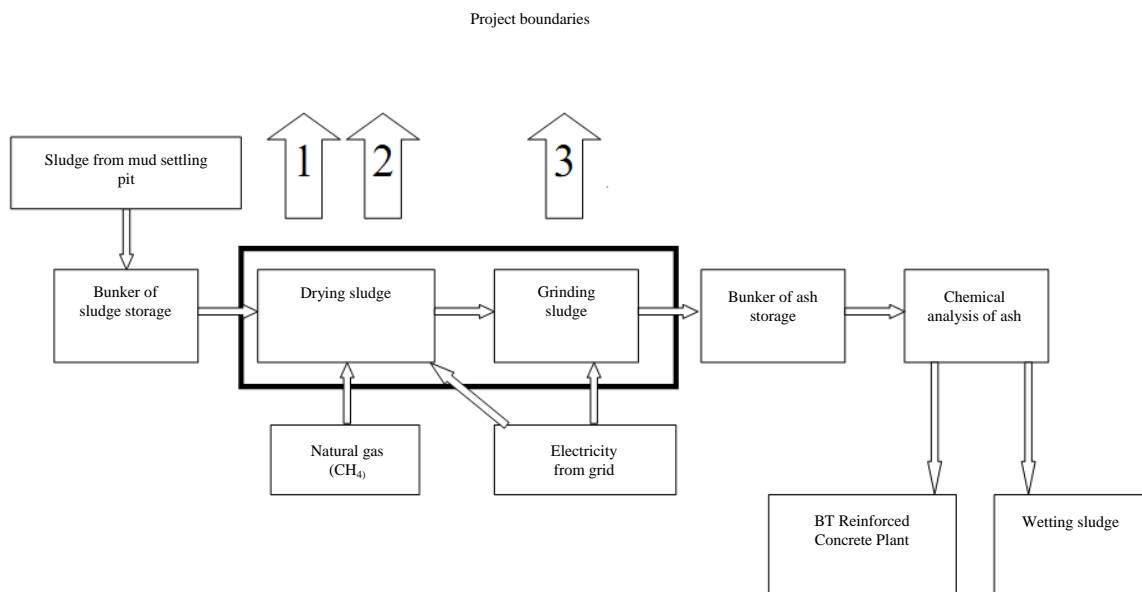 Project boundaries
1
2
3
Sludge from mud settling
pit
Bunker of
sludge storage
Drying sludge
Grinding
sludge
Bunker of ash
storage
Chemical
analysis of ash
Natural gas
(CH₄)
Electricity
from grid
BT Reinforced
Concrete Plant
Wetting sludge